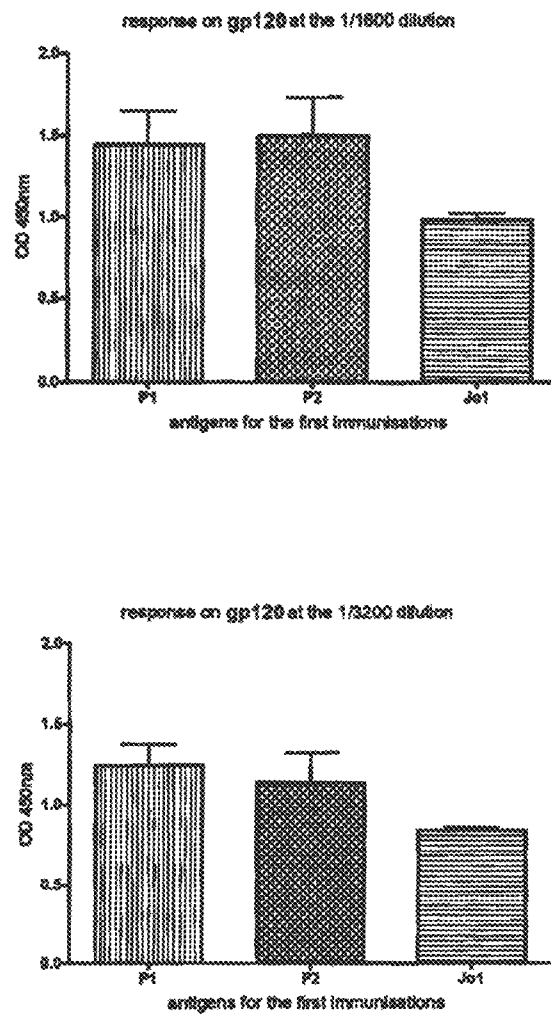 response on gp120 at the 1/1600 dilution
2.0
1.5
1.0
0.5
0.0
OD 450nm
P1 P2 Jo1
antigens for the first immunisations
response on gp120 at the 1/3200 dilution
2.0
1.5
1.0
0.5
0.0
OD 450nm
P1 P2 Jo1
antigens for the first immunisations